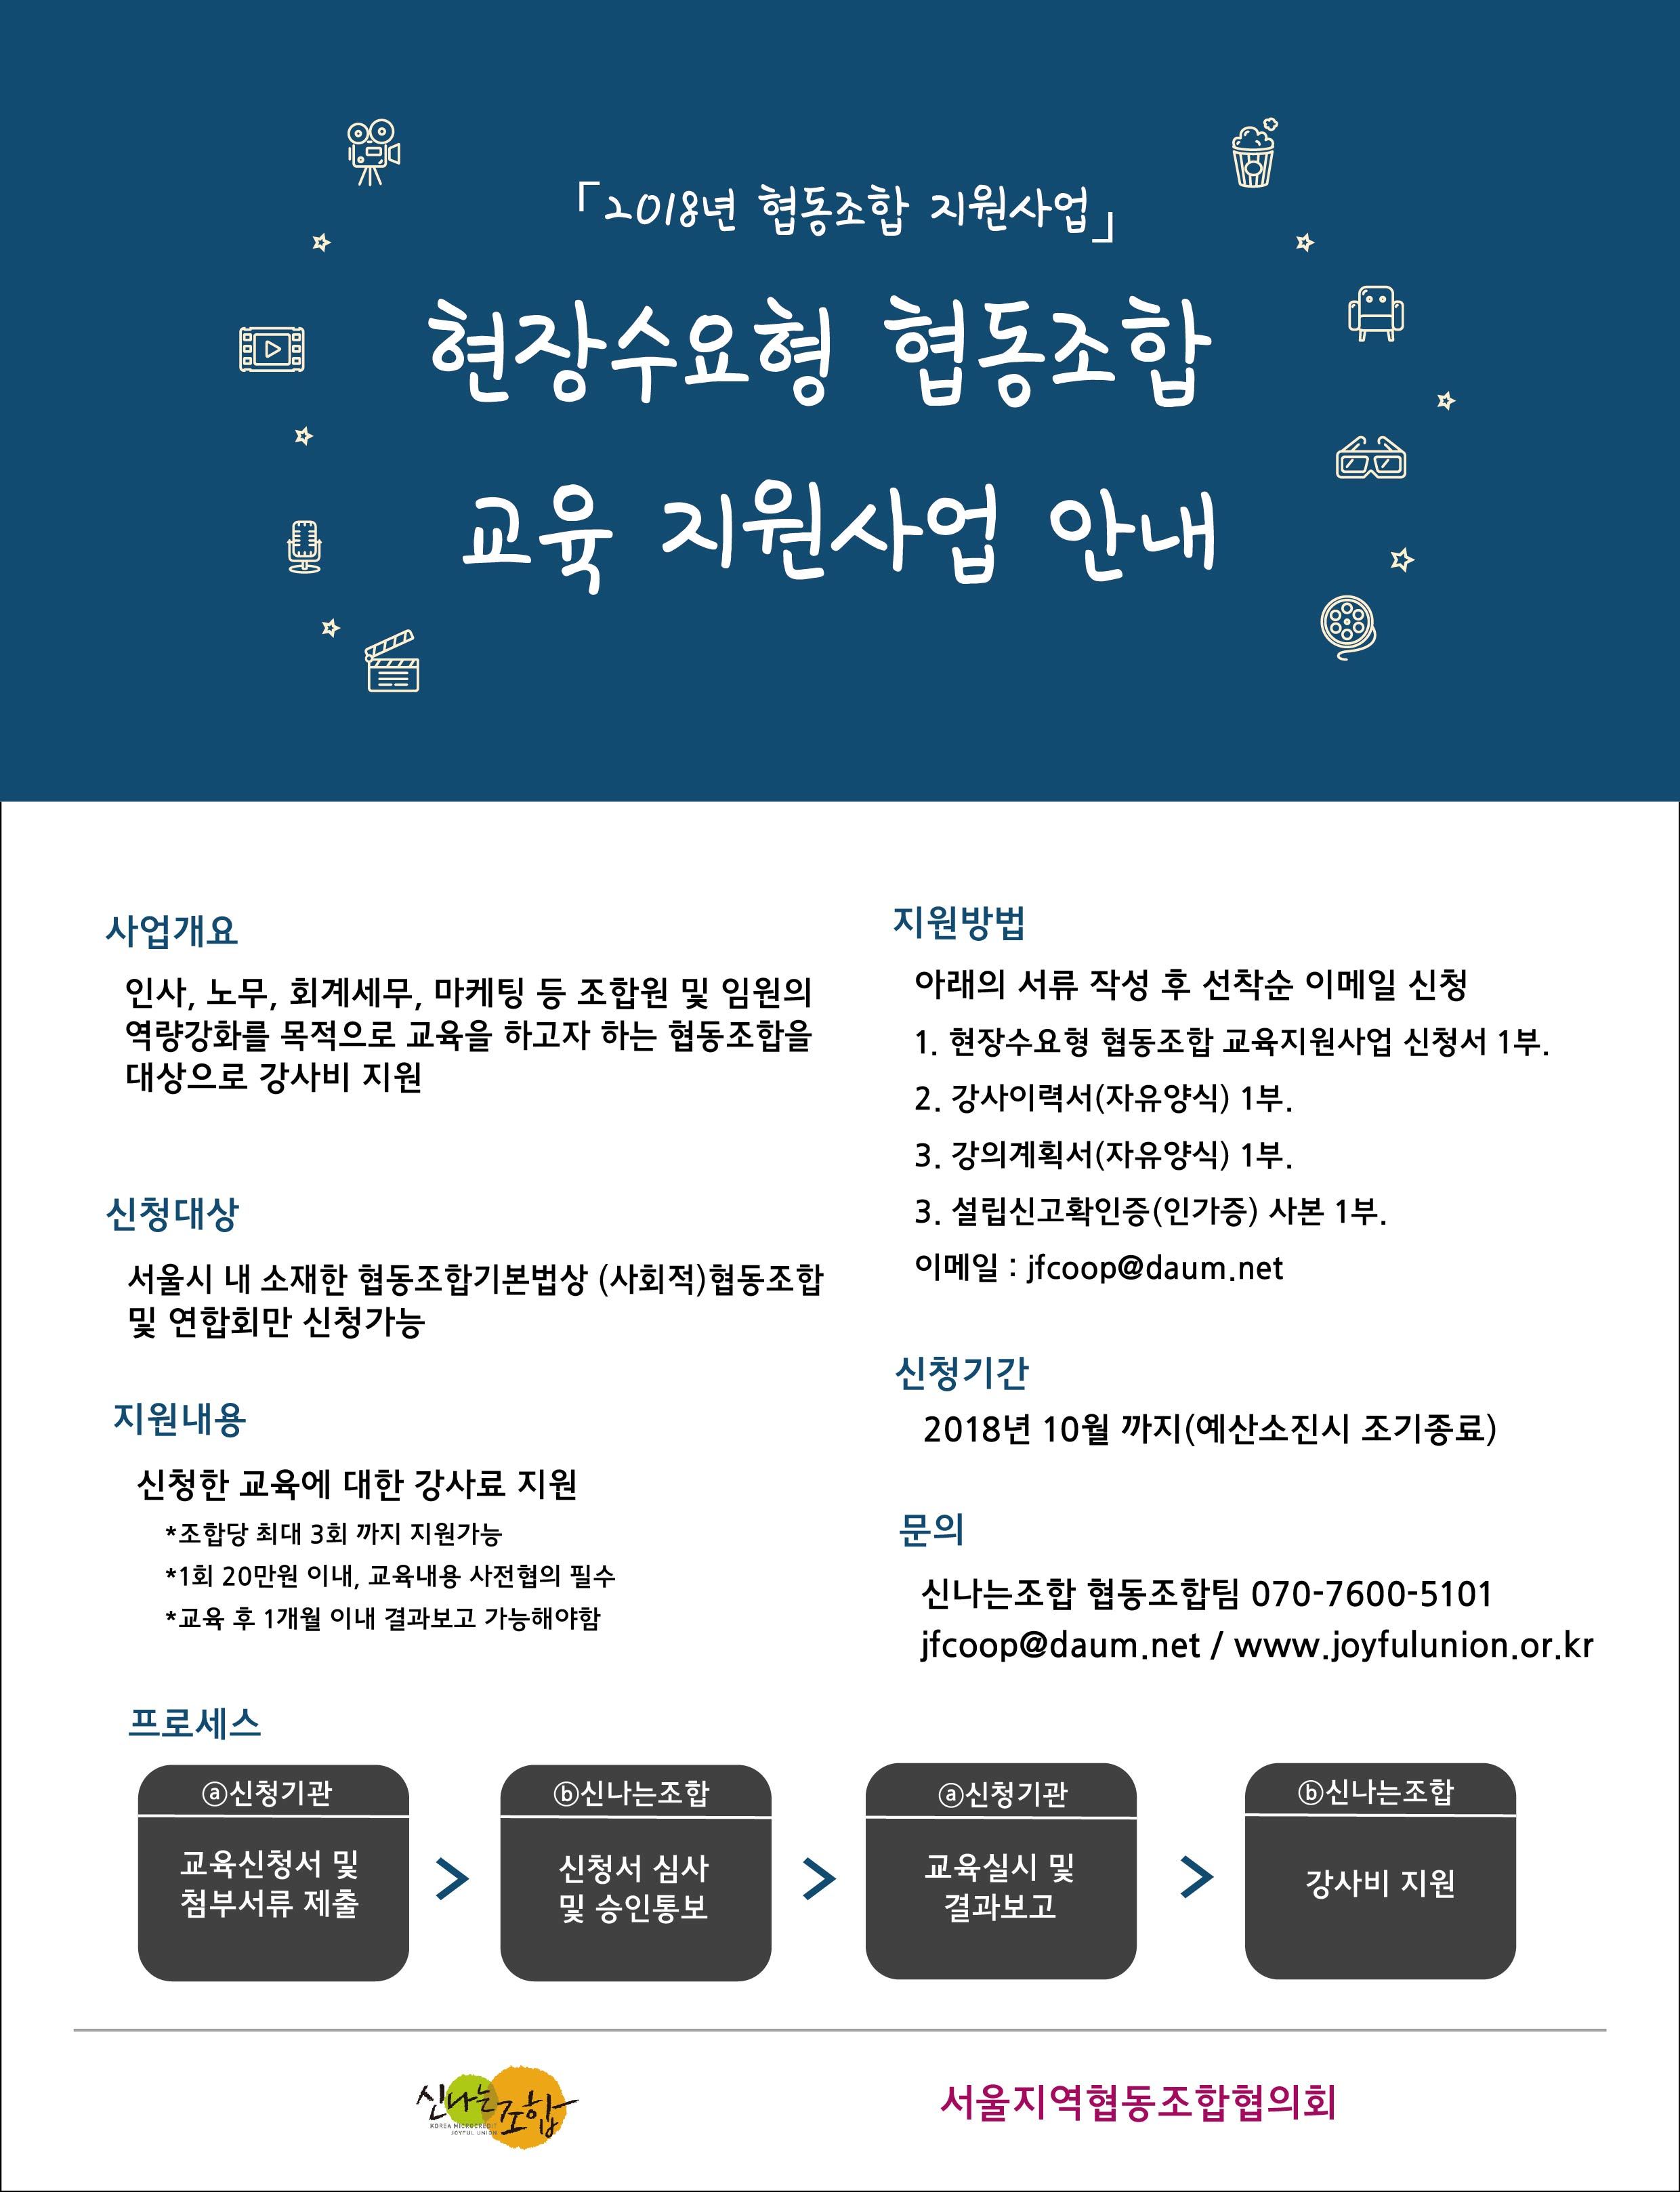 「2018년 협동조합 지원사업」
현장수요형 협동조합
교육 지원사업 안내
사업개요
인사, 노무, 회계세무, 마케팅 등 조합원 및 임원의
역량강화를 목적으로 교육을 하고자 하는 협동조합을
대상으로 강사비 지원
신청대상
서울시 내 소재한 협동조합기본법상 (사회적)협동조합
및 연합회만 신청가능
지원내용
신청한 교육에 대한 강사료 지원
*조합당 최대 3회 까지 지원가능
*1회 20만원 이내, 교육내용 사전협의 필수
*교육 후 1개월 이내 결과보고 가능해야함
지원방법
아래의 서류 작성 후 선착순 이메일 신청
1. 현장수요형 협동조합 교육지원사업 신청서 1부.
2. 강사이력서(자유양식) 1부.
3. 강의계획서(자유양식) 1부.
3. 설립신고확인증(인가증) 사본 1부.
이메일 : jfcoop@daum.net
신청기간
2018년 10월 까지(예산소진시 조기종료)
문의
신나는조합 협동조합팀 070-7600-5101
jfcoop@daum.net / www.joyfulunion.or.kr
프로세스
ⓐ신청기관
교육신청서 및
첨부서류 제출
>
ⓑ신나는조합
신청서 심사
및 승인통보
>
ⓐ신청기관
교육실시 및
결과보고
>
ⓑ신나는조합
강사비 지원
신나는조합
KOREA MICROCREDIT
JOYFUL UNION
서울지역협동조합협의회